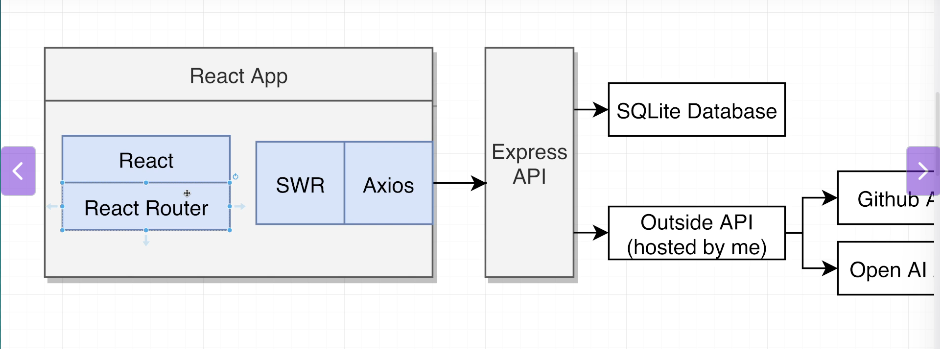 React App
React
React Router
SWR
Axios
Express
API
SQLite Database
Outside API
(hosted by me)
Github
Open AI